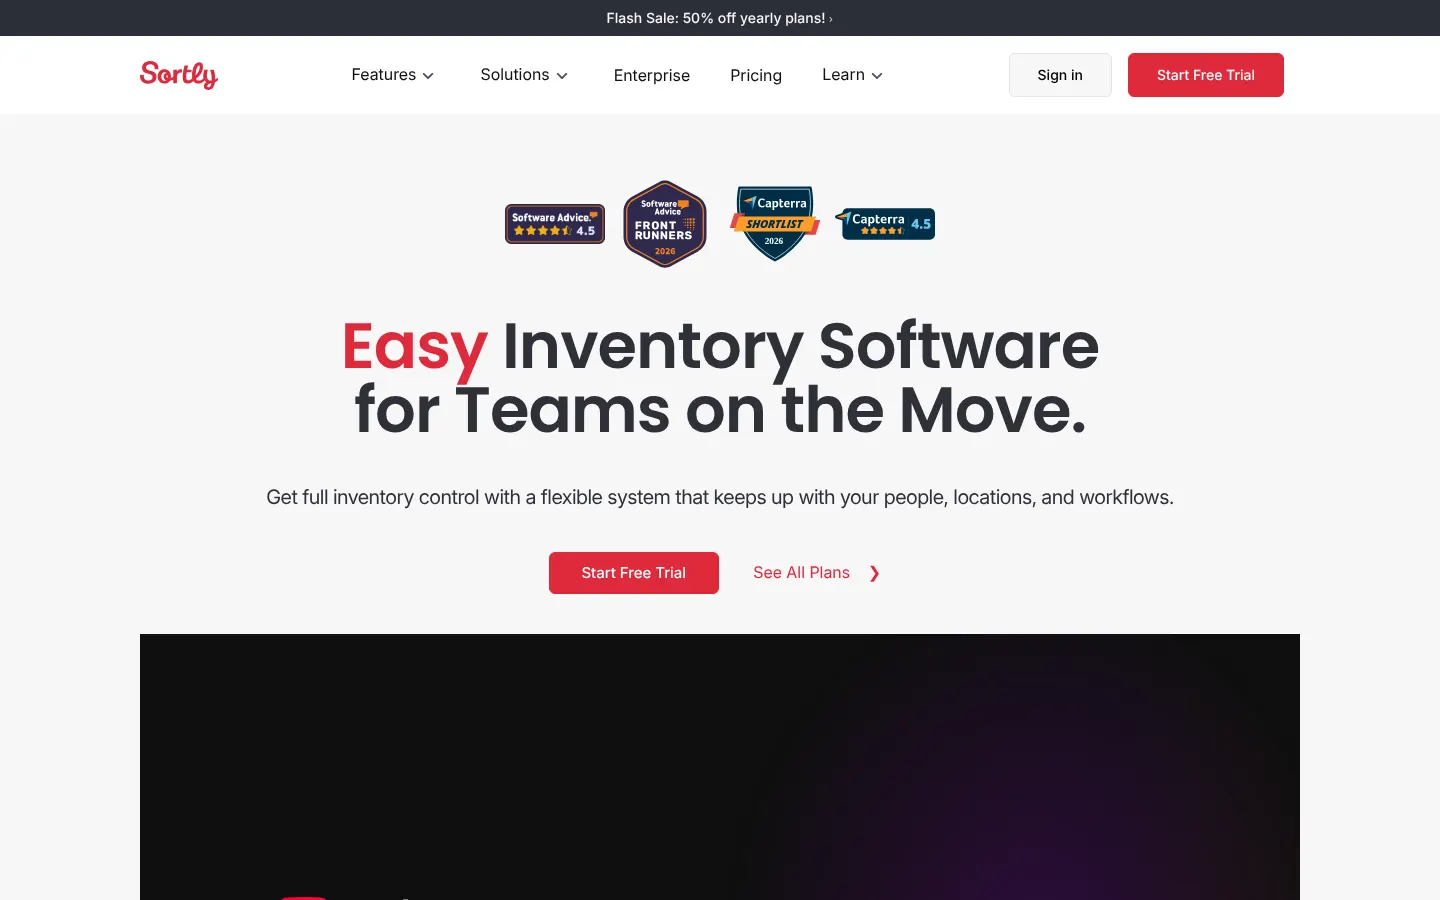 Flash Sale: 50% off yearly plans! ›
Sortly
Features
Solutions
Enterprise
Pricing
Learn
Sign in
Start Free Trial
Software Advice.
4.5
Software
Advice
FRONT
RUNNERS
2026
Capterra
SHORTLIST
2026
Capterra
4.5
Easy Inventory Software
for Teams on the Move.
Get full inventory control with a flexible system that keeps up with your people, locations, and workflows.
Start Free Trial
See All Plans ❯